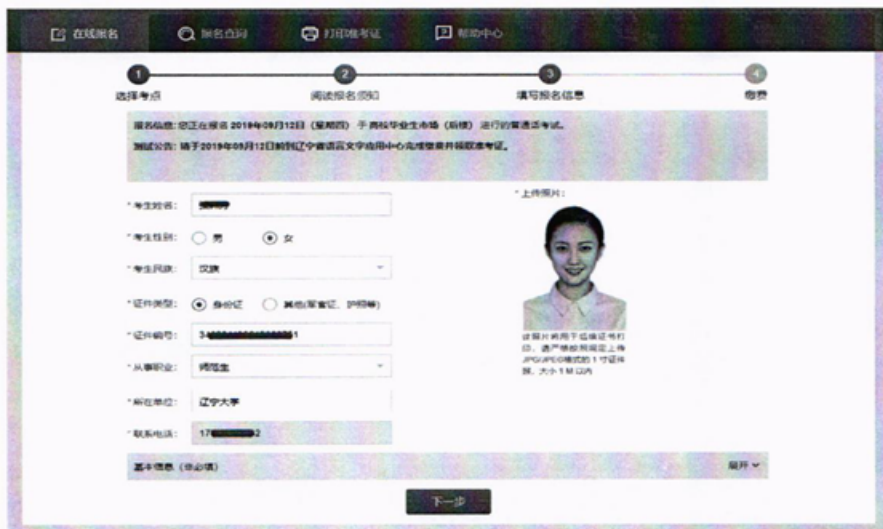 在线报名 报名查询 打印准考证 帮助中心
1 2 3 4
选择考点 阅读报名须知 填写报名信息 缴费
报名信息:您正在报名 2019年09月12日 (星期四) 于 高校毕业生市场 (后楼) 进行的普通话考试。
测试公告: 请于2019年09月12日前到辽宁省语言文字应用中心完成缴费并领取准考证。
*上传照片:
*考生姓名:
*考生性别: 男 女
*考生民族: 汉族
*证件类型: 身份证 其他(军官证、护照等)
该照片将用于后续证书打
印,请严格按照规定上传
JPG/JPEG格式的1寸证件
照,大小1M以内
*证件编号: 34 1
*从事职业: 师范生
*所在单位: 辽宁大学
*联系电话: 17 2
基本信息 (非必填) 展开
下一步